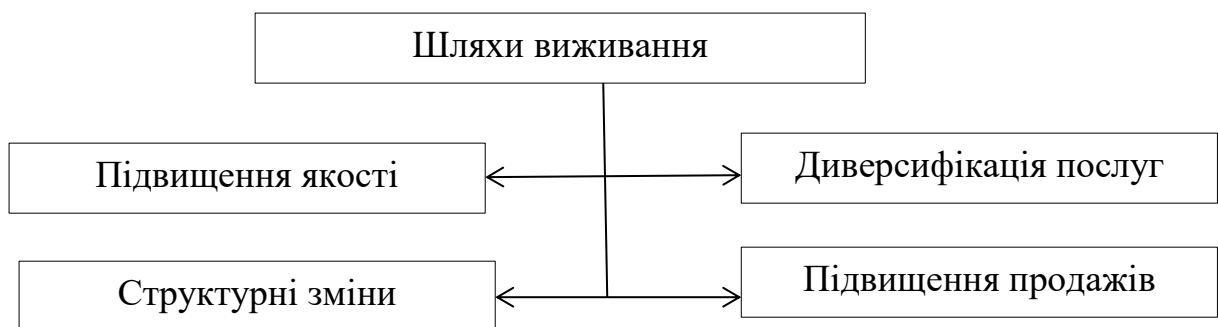 Шляхи виживання
Підвищення якості
Диверсифікація послуг
Структурні зміни
Підвищення продажів